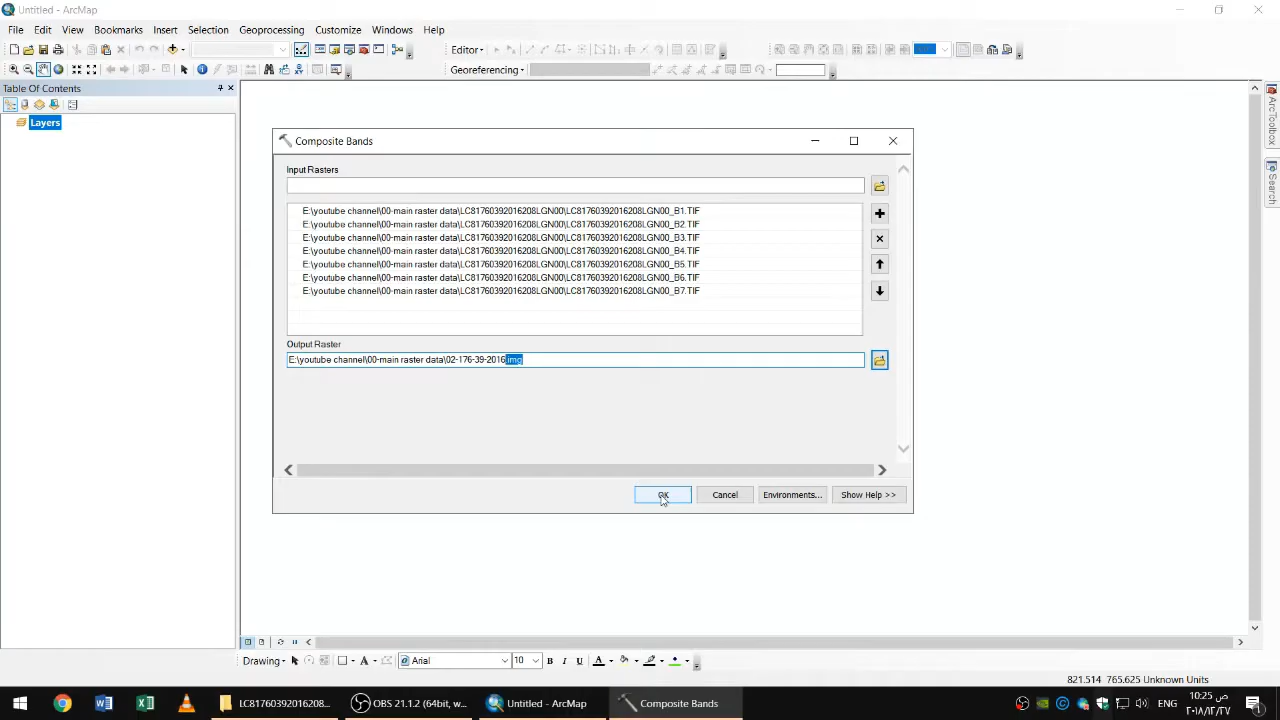 Untitled - ArcMap
File Edit View Bookmarks Insert Selection Geoprocessing Customize Windows Help
Editor
Georeferencing
Table Of Contents
Layers
ArcToolbox
Search
Composite Bands
Input Rasters
E:\youtube channel\00-main raster data\LC81760392016208LGN00\LC81760392016208LGN00_B1.TIF
E:\youtube channel\00-main raster data\LC81760392016208LGN00\LC81760392016208LGN00_B2.TIF
E:\youtube channel\00-main raster data\LC81760392016208LGN00\LC81760392016208LGN00_B3.TIF
E:\youtube channel\00-main raster data\LC81760392016208LGN00\LC81760392016208LGN00_B4.TIF
E:\youtube channel\00-main raster data\LC81760392016208LGN00\LC81760392016208LGN00_B5.TIF
E:\youtube channel\00-main raster data\LC81760392016208LGN00\LC81760392016208LGN00_B6.TIF
E:\youtube channel\00-main raster data\LC81760392016208LGN00\LC81760392016208LGN00_B7.TIF
Output Raster
E:\youtube channel\00-main raster data\02-176-39-2016.img
OK Cancel Environments... Show Help >>
Drawing A Arial 10 B I U A
821.514 765.625 Unknown Units
LC81760392016208... OBS 21.1.2 (64bit, w... Untitled - ArcMap Composite Bands ENG 10:25 ص
٢٠١٨/١٢/٢٧